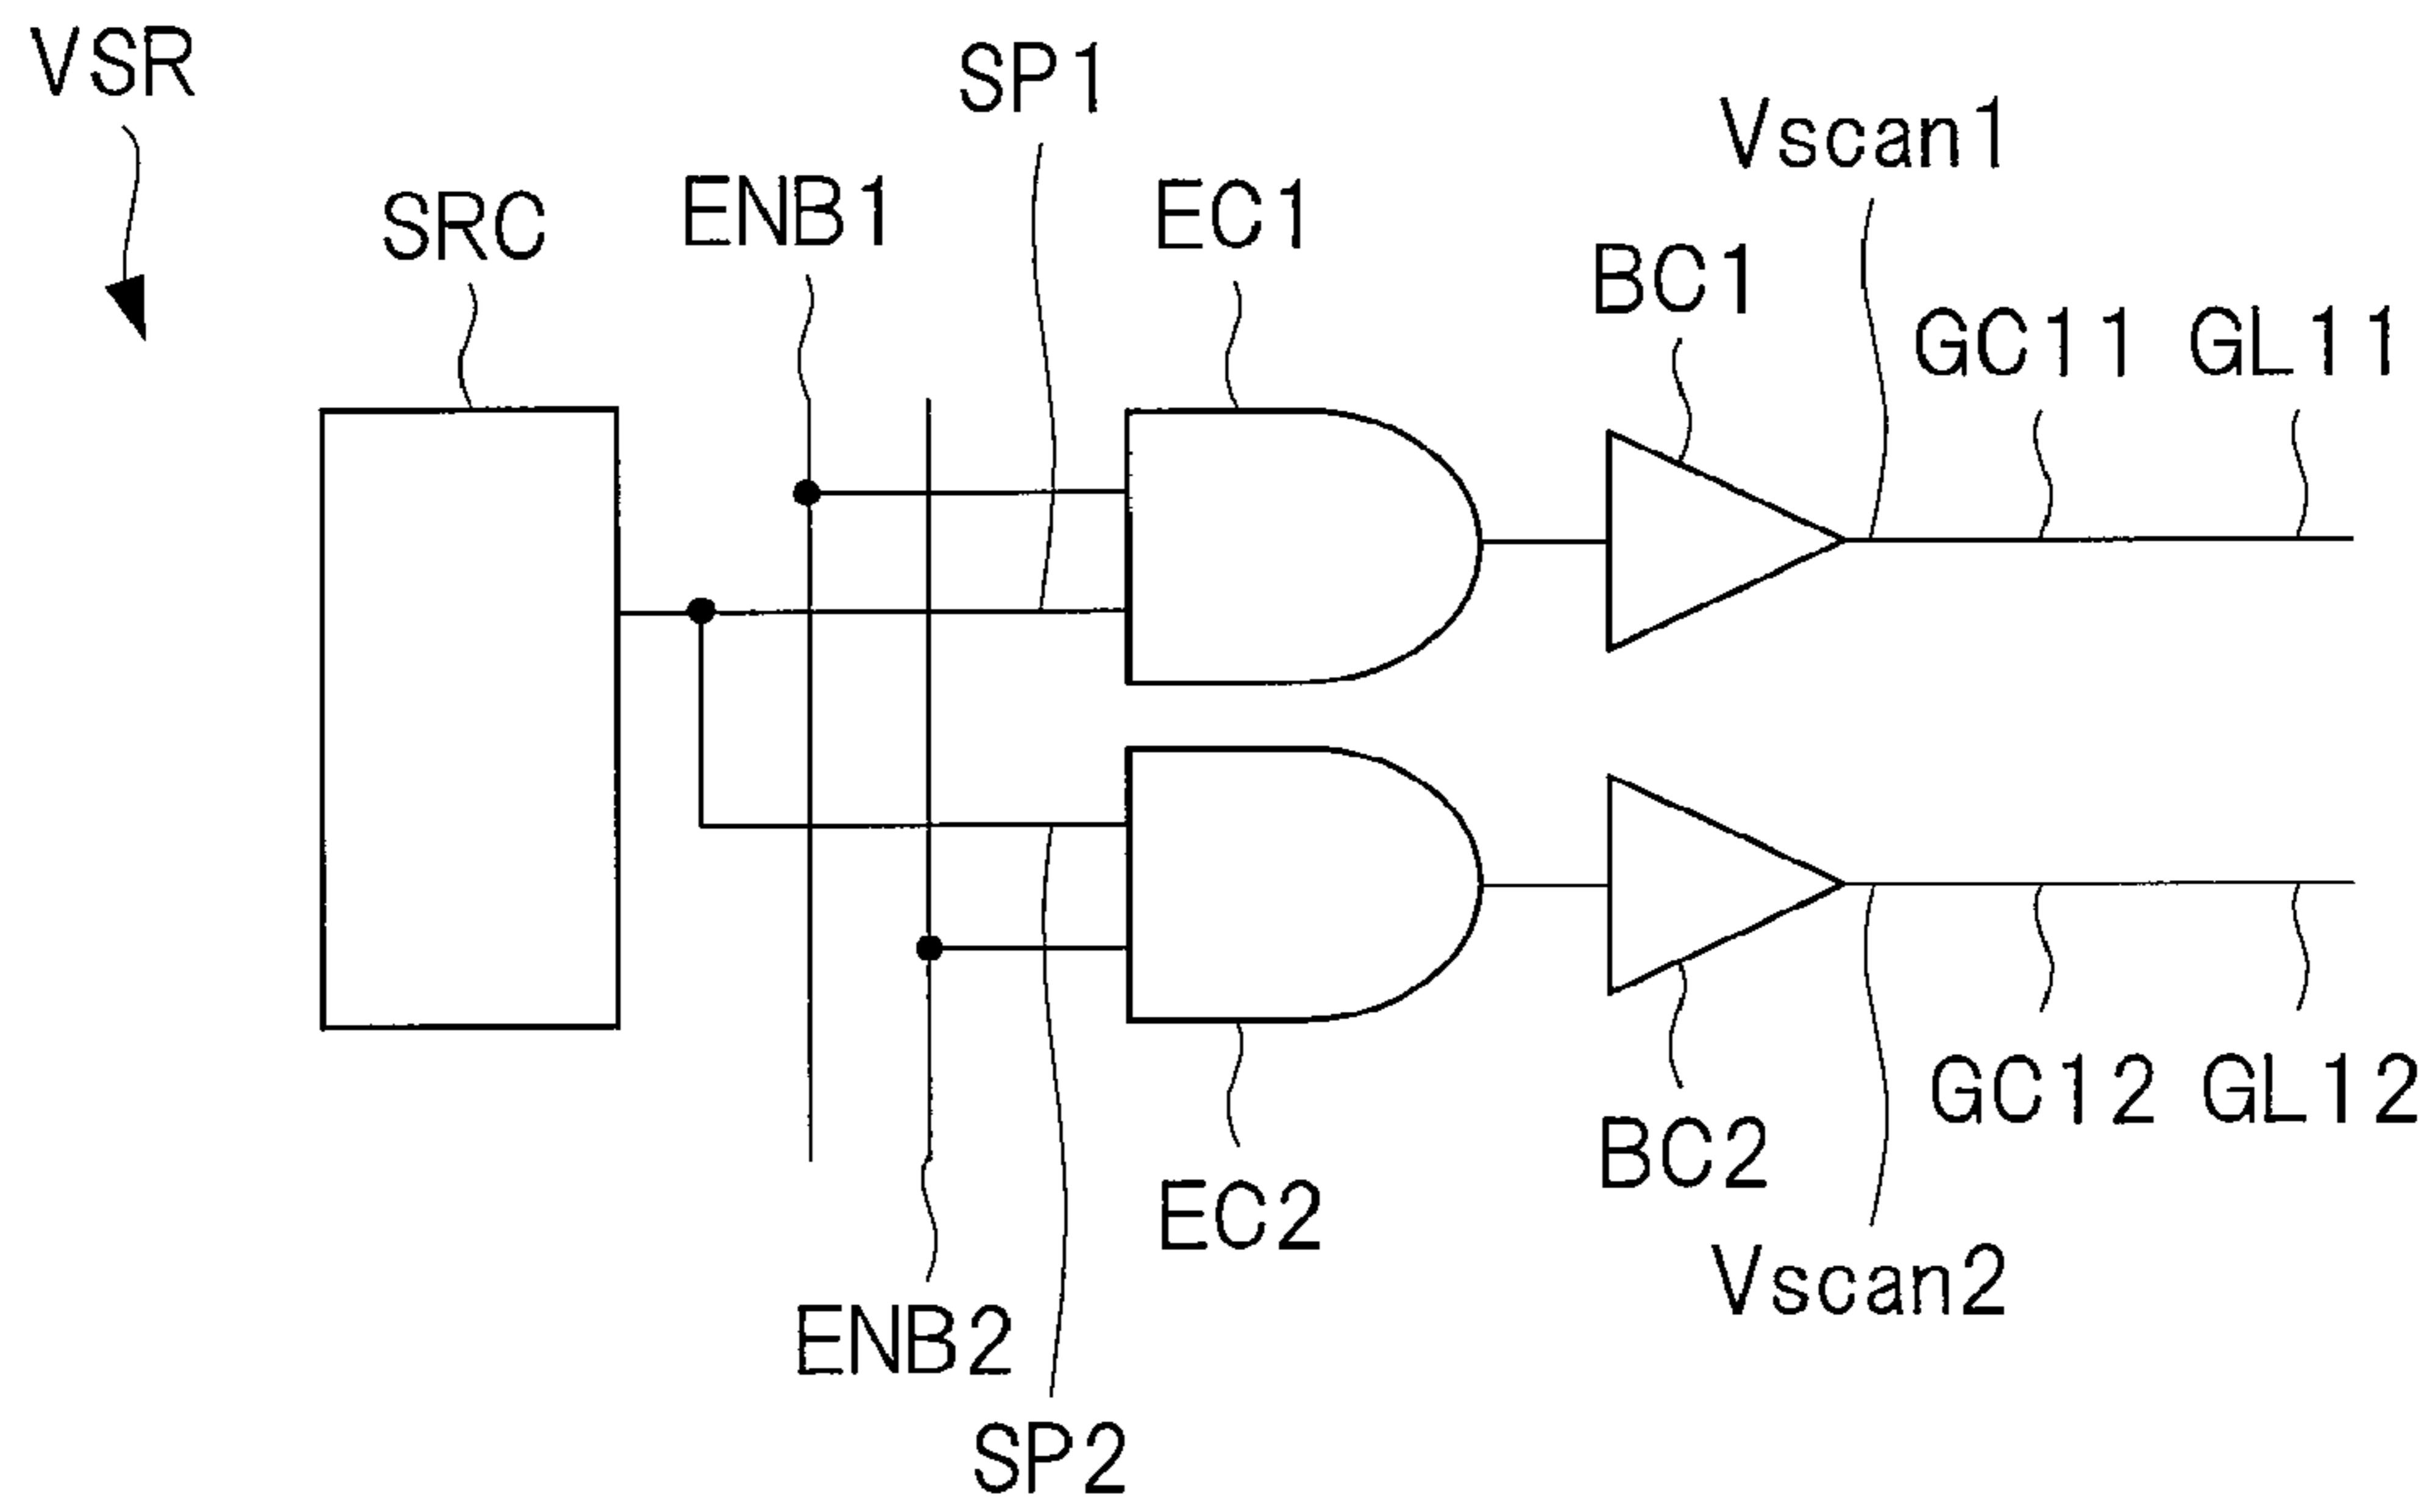 VSR
SP1
Vscan1
SRC
ENB1
EC1
BC1
GC11
GL11
GC12
GL12
BC2
EC2
Vscan2
ENB2
SP2